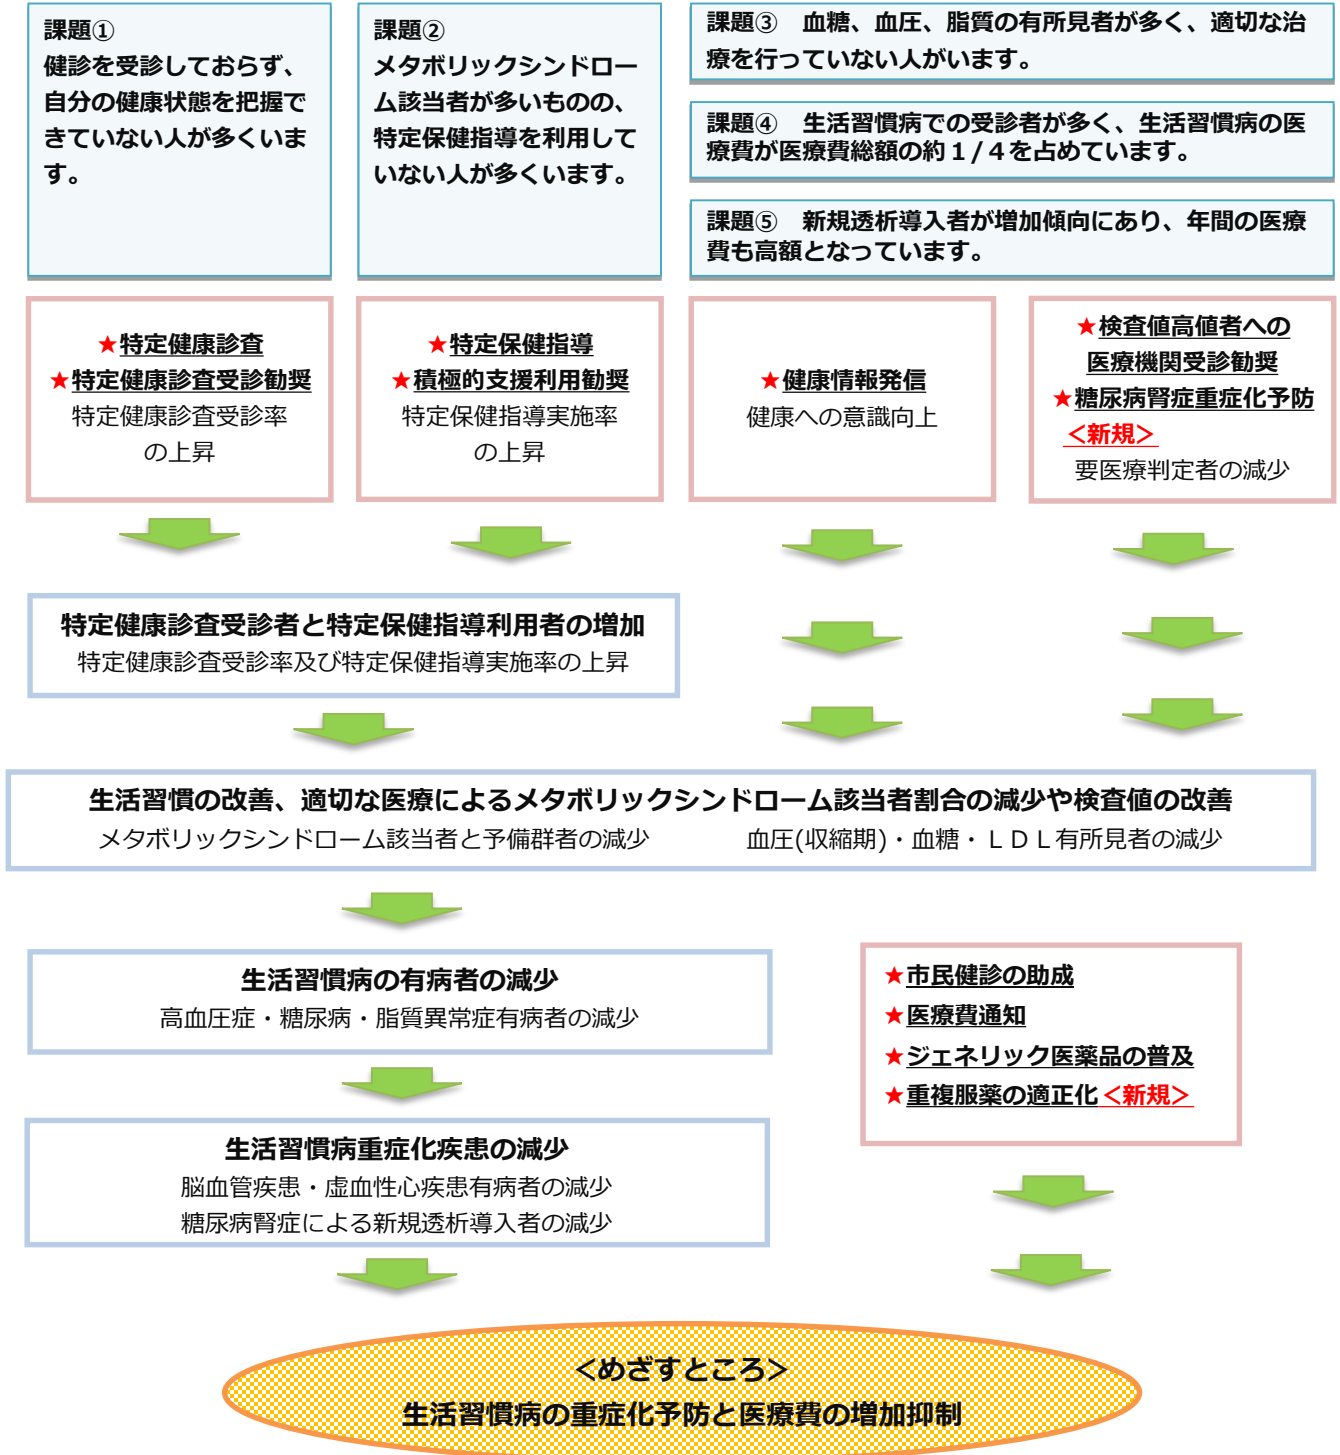 課題①
健診を受診しておらず、
自分の健康状態を把握で
きていない人が多くいま
す。
課題②
メタボリックシンドロー
ム該当者が多いものの、
特定保健指導を利用して
いない人が多くいます。
課題③　血糖、血圧、脂質の有所見者が多く、適切な治
療を行っていない人がいます。
課題④　生活習慣病での受診者が多く、生活習慣病の医
療費が医療費総額の約１/４を占めています。
課題⑤　新規透析導入者が増加傾向にあり、年間の医療
費も高額となっています。
★特定健康診査
★特定健康診査受診勧奨
特定健康診査受診率
の上昇
★特定保健指導
★積極的支援利用勧奨
特定保健指導実施率
の上昇
★健康情報発信
健康への意識向上
★検査値高値者への
医療機関受診勧奨
★糖尿病腎症重症化予防
＜新規＞
要医療判定者の減少
特定健康診査受診者と特定保健指導利用者の増加
特定健康診査受診率及び特定保健指導実施率の上昇
生活習慣の改善、適切な医療によるメタボリックシンドローム該当者割合の減少や検査値の改善
メタボリックシンドローム該当者と予備群者の減少　　　　血圧(収縮期)・血糖・ＬＤＬ有所見者の減少
生活習慣病の有病者の減少
高血圧症・糖尿病・脂質異常症有病者の減少
★市民健診の助成
★医療費通知
★ジェネリック医薬品の普及
★重複服薬の適正化＜新規＞
生活習慣病重症化疾患の減少
脳血管疾患・虚血性心疾患有病者の減少
糖尿病腎症による新規透析導入者の減少
＜めざすところ＞
生活習慣病の重症化予防と医療費の増加抑制